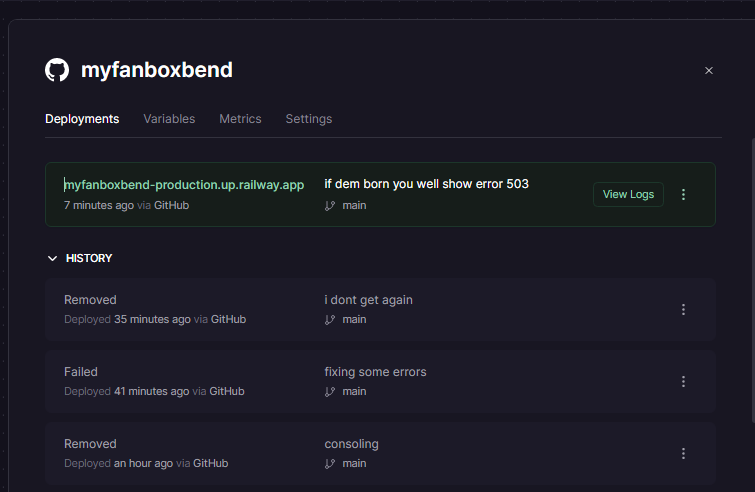 myfanboxbend
Deployments Variables Metrics Settings
myfanboxbend-production.up.railway.app
7 minutes ago via GitHub
if dem born you well show error 503
main
View Logs
HISTORY
Removed
Deployed 35 minutes ago via GitHub
i dont get again
main
Failed
Deployed 41 minutes ago via GitHub
fixing some errors
main
Removed
Deployed an hour ago via GitHub
consoling
main